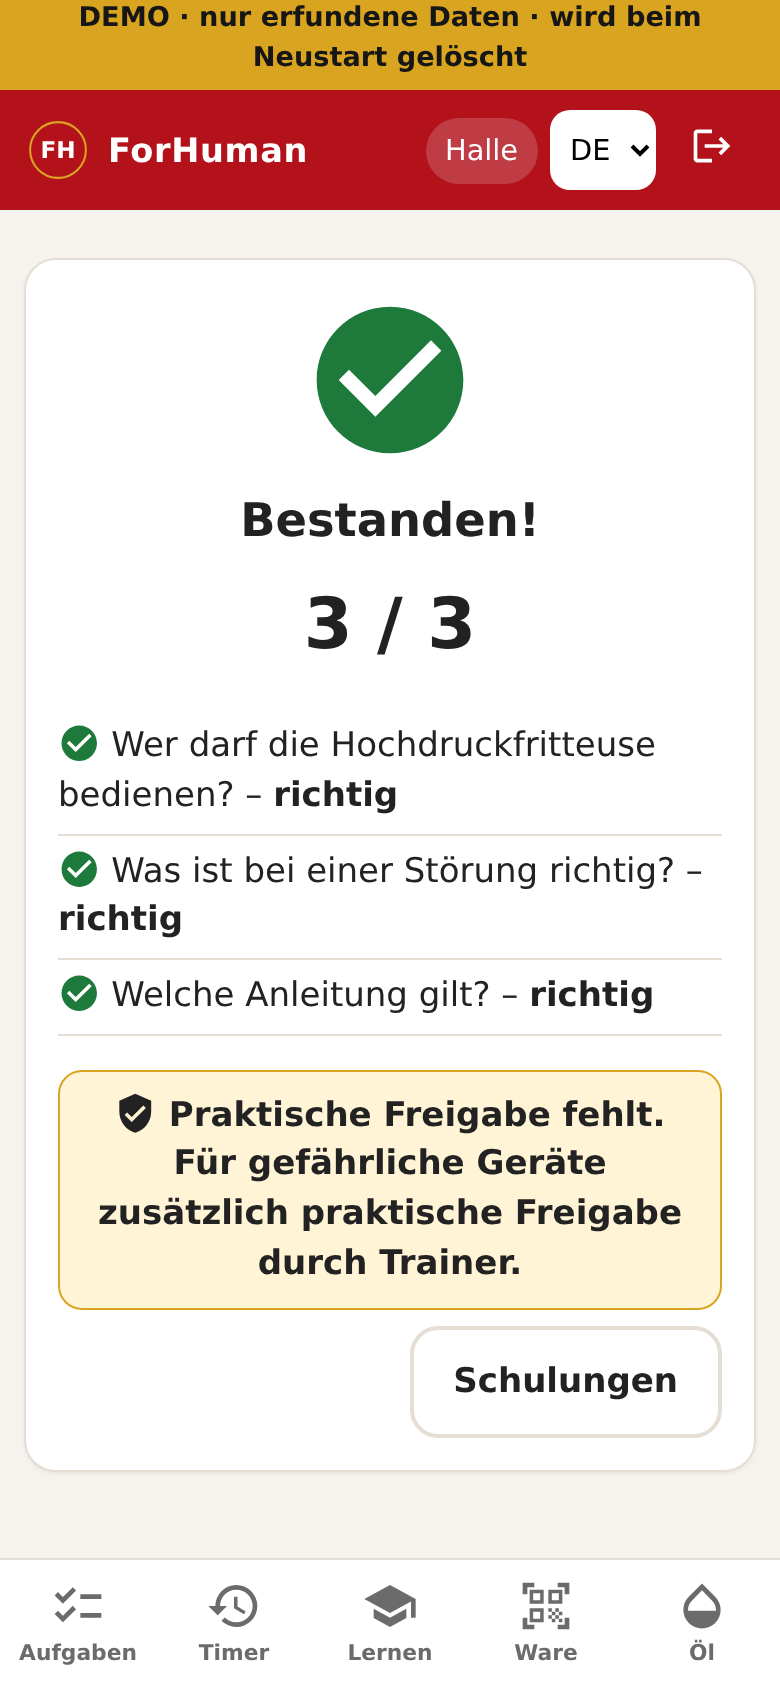 DEMO · nur erfundene Daten · wird beim
Neustart gelöscht
FH ForHuman Halle DE
Bestanden!
3 / 3
Wer darf die Hochdruckfritteuse
bedienen? – richtig
Was ist bei einer Störung richtig? –
richtig
Welche Anleitung gilt? – richtig
Praktische Freigabe fehlt.
Für gefährliche Geräte
zusätzlich praktische Freigabe
durch Trainer.
Schulungen
Aufgaben Timer Lernen Ware Öl